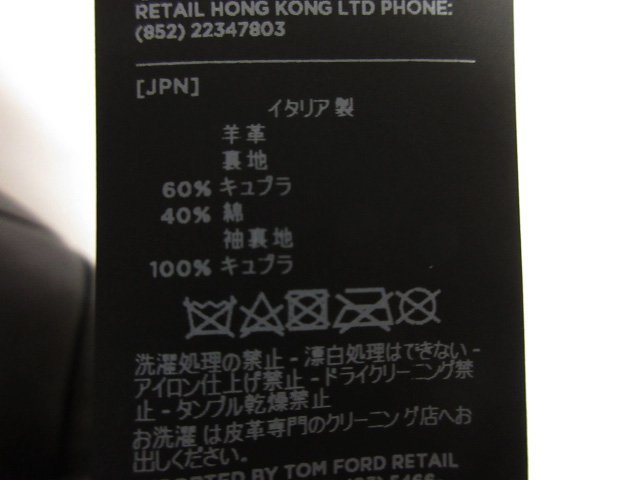 RETAIL HONG KONG LTD PHONE:
(852) 22347803
[JPN]
イタリア製
羊革
裏地
60% キュプラ
40% 綿
袖裏地
100% キュプラ
洗濯処理の禁止 - 漂白処理はできない -
アイロン仕上げ禁止 - ドライクリーニング禁
止 - タンブル乾燥禁止
お洗濯は皮革専門のクリーニング店へお
出しください。
BY TOM FORD RETAIL